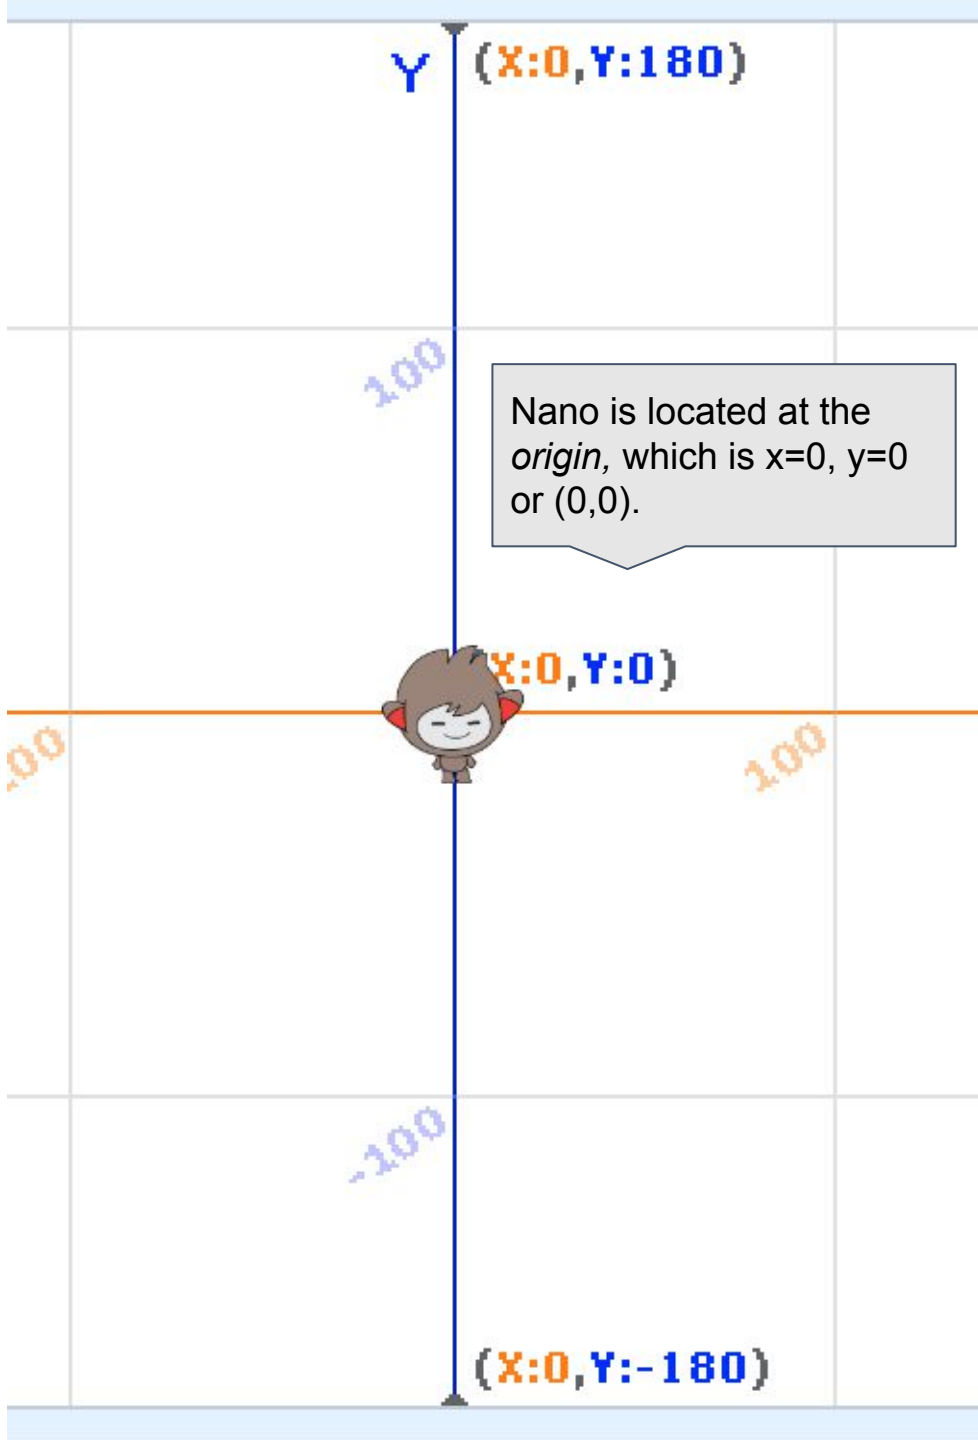 Y
(X:0,Y:180)
100
Nano is located at the
origin, which is x=0, y=0
or (0,0).
X:0,Y:0)
00
100
-100
(X:0,Y:-180)